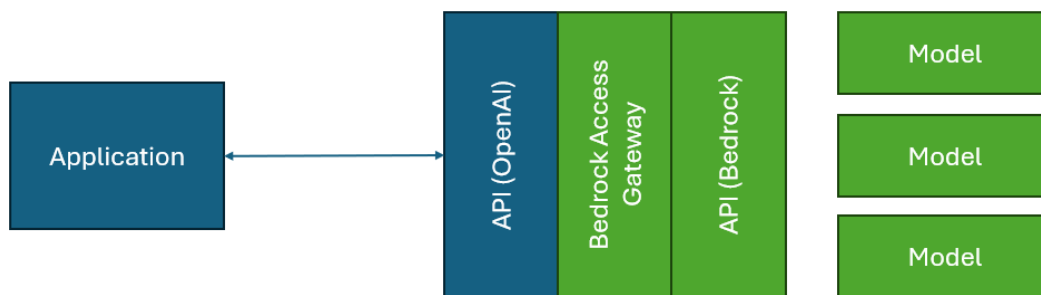 Application
API (OpenAI)
Bedrock Access
Gateway
API (Bedrock)
Model
Model
Model